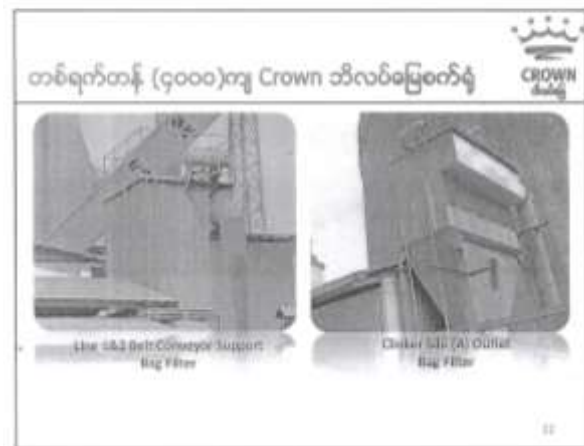 တစ်ရက်တန် (၄၀၀၀)ကျ Crown ဘိလပ်မြေစက်ရုံ
CROWN
Line 1&2 Belt Conveyor Support
Bag Filter
Clinker Silo (A) Outlet
Bag Filter